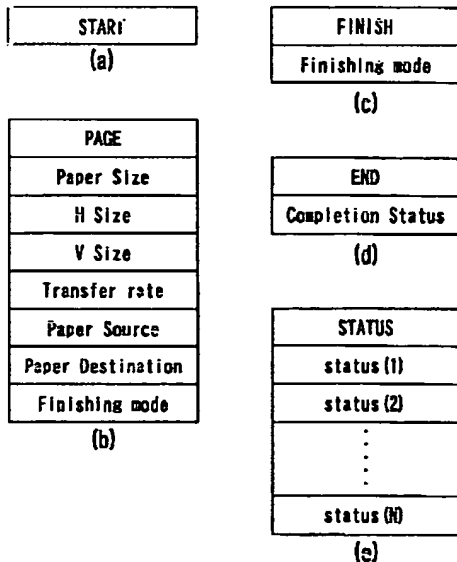 START
(a)
PAGE
Paper Size
H Size
V Size
Transfer rate
Paper Source
Paper Destination
Finishing mode
(b)
FINISH
Finishing mode
(c)
END
Completion Status
(d)
STATUS
status(1)
status(2)
status(N)
(e)